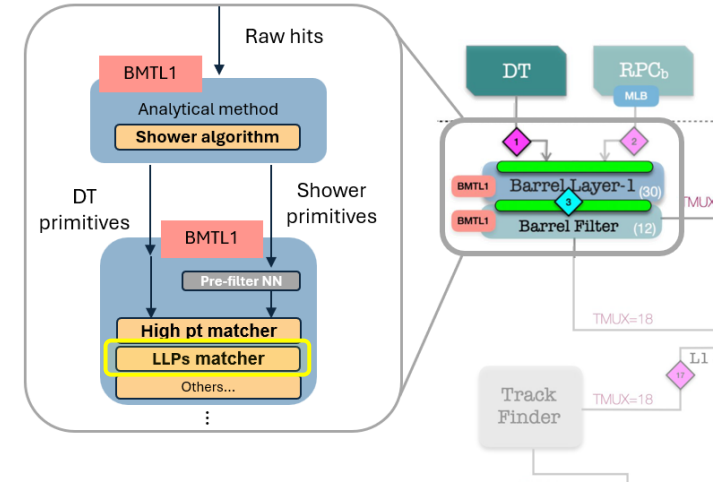 Raw hits
BMTL1
Analytical method
Shower algorithm
DT
primitives
Shower
primitives
BMTL1
Pre-filter NN
High pt matcher
LLPs matcher
Others...
⋮
DT
RPCb
MLB
1
2
BMTL1
Barrel Layer-1
(30)
TMUX
3
BMTL1
Barrel Filter
(12)
TMUX=18
L1
17
Track
Finder
TMUX=18